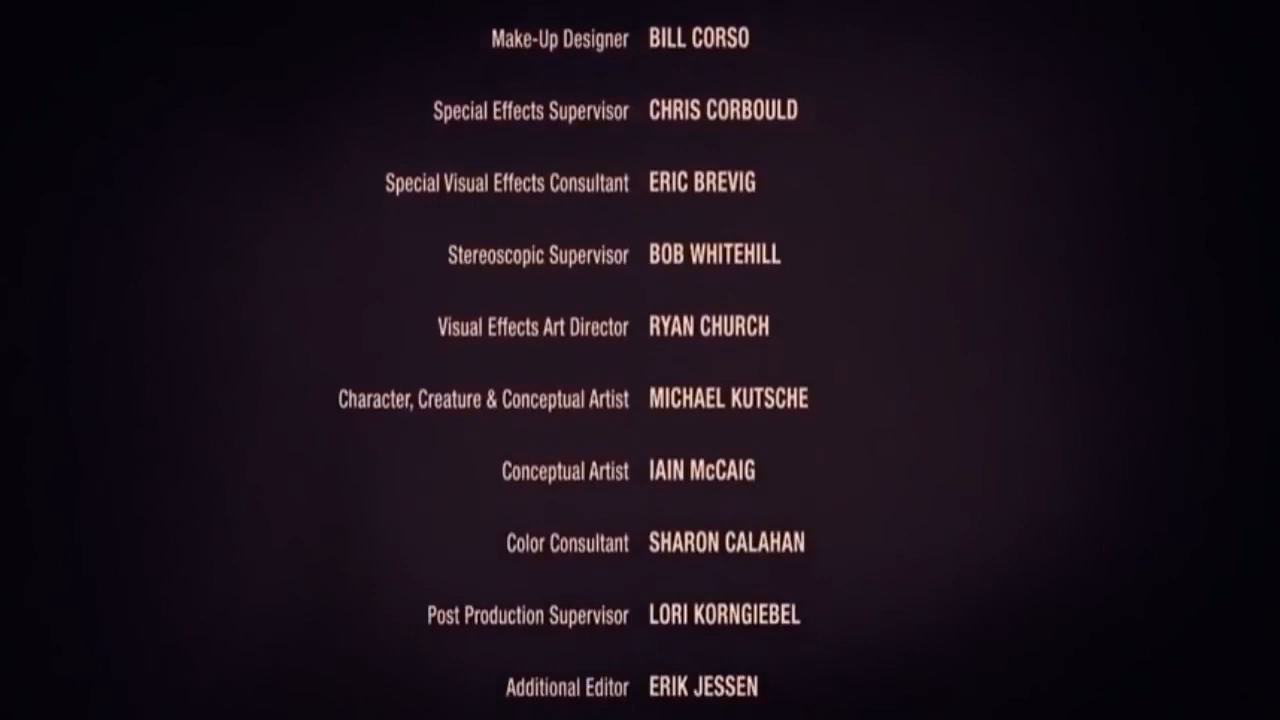 Make-Up Designer BILL CORSO
Special Effects Supervisor CHRIS CORBOULD
Special Visual Effects Consultant ERIC BREVIG
Stereoscopic Supervisor BOB WHITEHILL
Visual Effects Art Director RYAN CHURCH
Character, Creature & Conceptual Artist MICHAEL KUTSCHE
Conceptual Artist IAIN McCAIG
Color Consultant SHARON CALAHAN
Post Production Supervisor LORI KORNGIEBEL
Additional Editor ERIK JESSEN